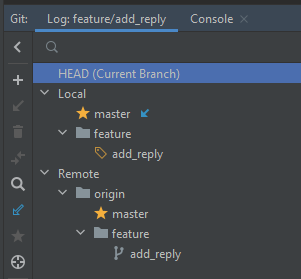 Git: Log: feature/add_reply Console
HEAD (Current Branch)
Local
master
feature
add_reply
Remote
origin
master
feature
add_reply